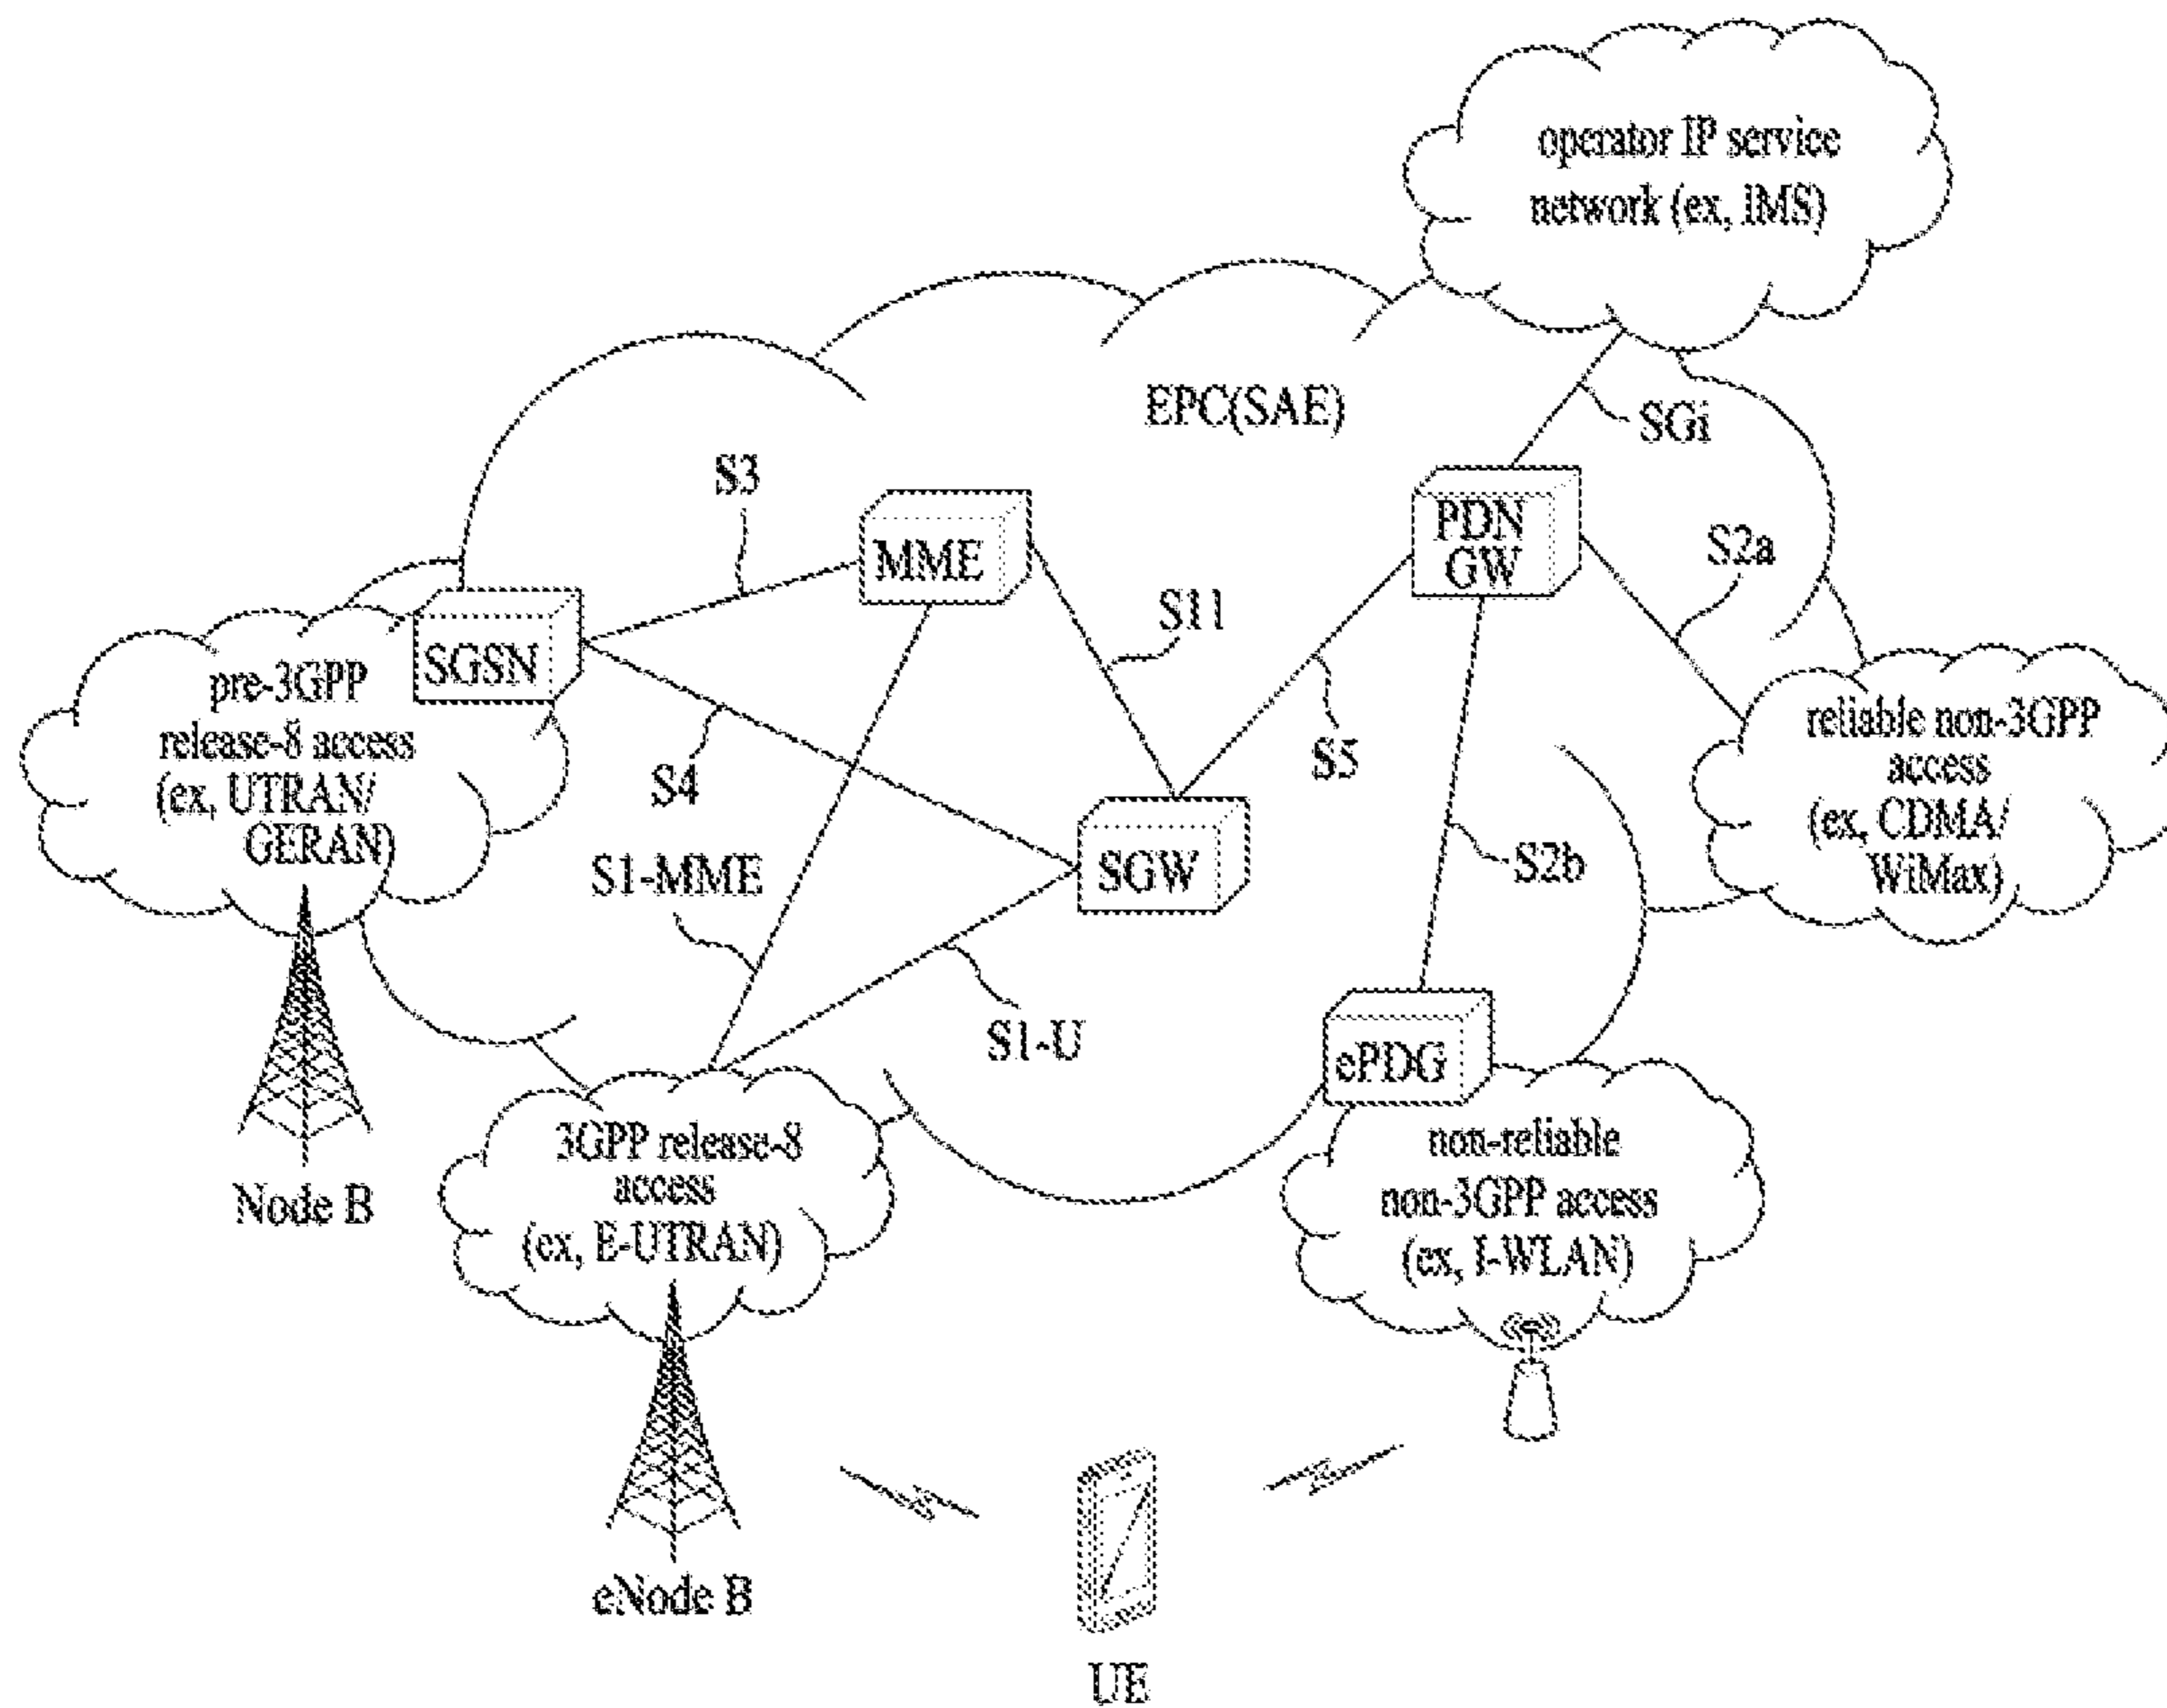 operator IP service
network (ex, IMS)
EPC(SAE)
SGi
S3
MME
PDN
GW
S2a
S11
SGSN
pre-3GPP
release-8 access
(ex, UTRAN/
GERAN)
S4
S5
reliable non-3GPP
access
(ex, CDMA/
WiMax)
S1-MME
SGW
S2b
S1-U
ePDG
Node B
3GPP release-8
access
(ex, E-UTRAN)
non-reliable
non-3GPP access
(ex, I-WLAN)
eNode B
UE